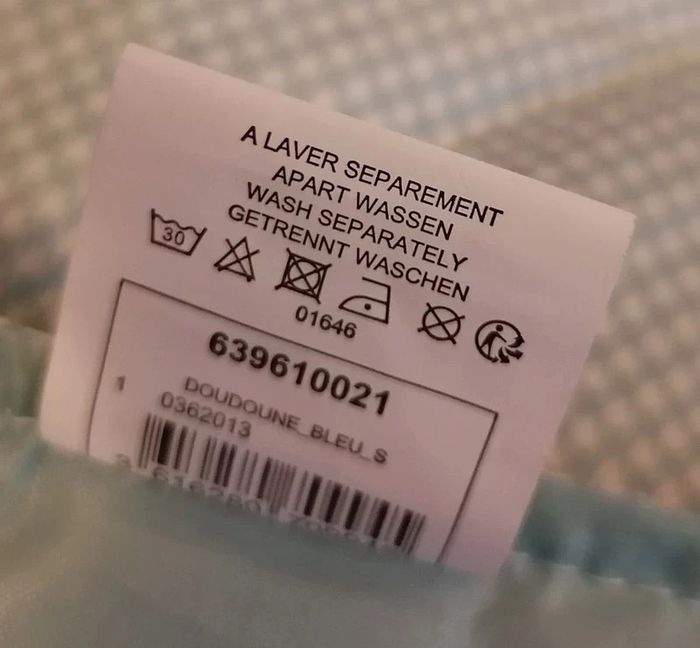 A LAVER SEPAREMENT
APART WASSEN
WASH SEPARATELY
GETRENNT WASCHEN
30
01646
639610021
1
DOUDOUNE_BLEU_S
0362013